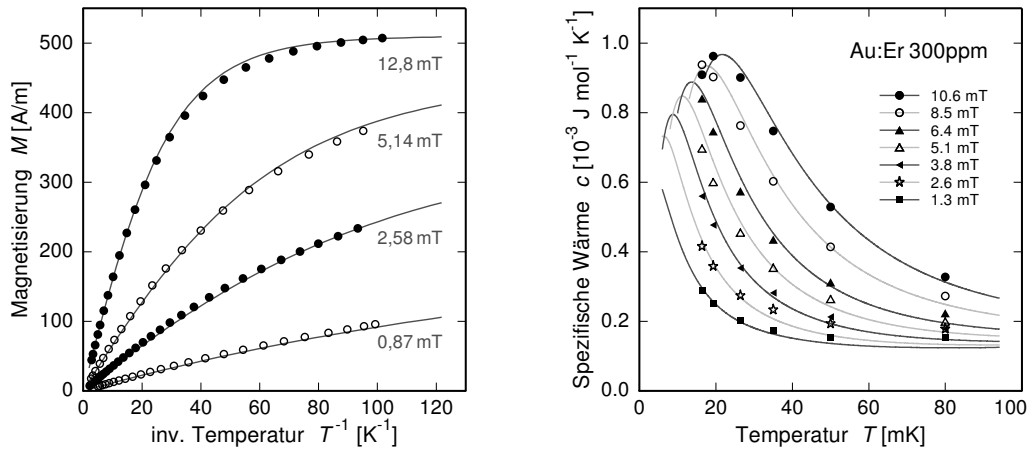 Magnetisierung M [A/m]
500
400
300
200
100
0
12,8 mT
5,14 mT
2,58 mT
0,87 mT
0 20 40 60 80 100 120
inv. Temperatur T⁻¹ [K⁻¹]
Spezifische Wärme c [10⁻³ J mol⁻¹ K⁻¹]
1.0
0.8
0.6
0.4
0.2
0.0
Au:Er 300ppm
10.6 mT
8.5 mT
6.4 mT
5.1 mT
3.8 mT
2.6 mT
1.3 mT
0 20 40 60 80 100
Temperatur T [mK]